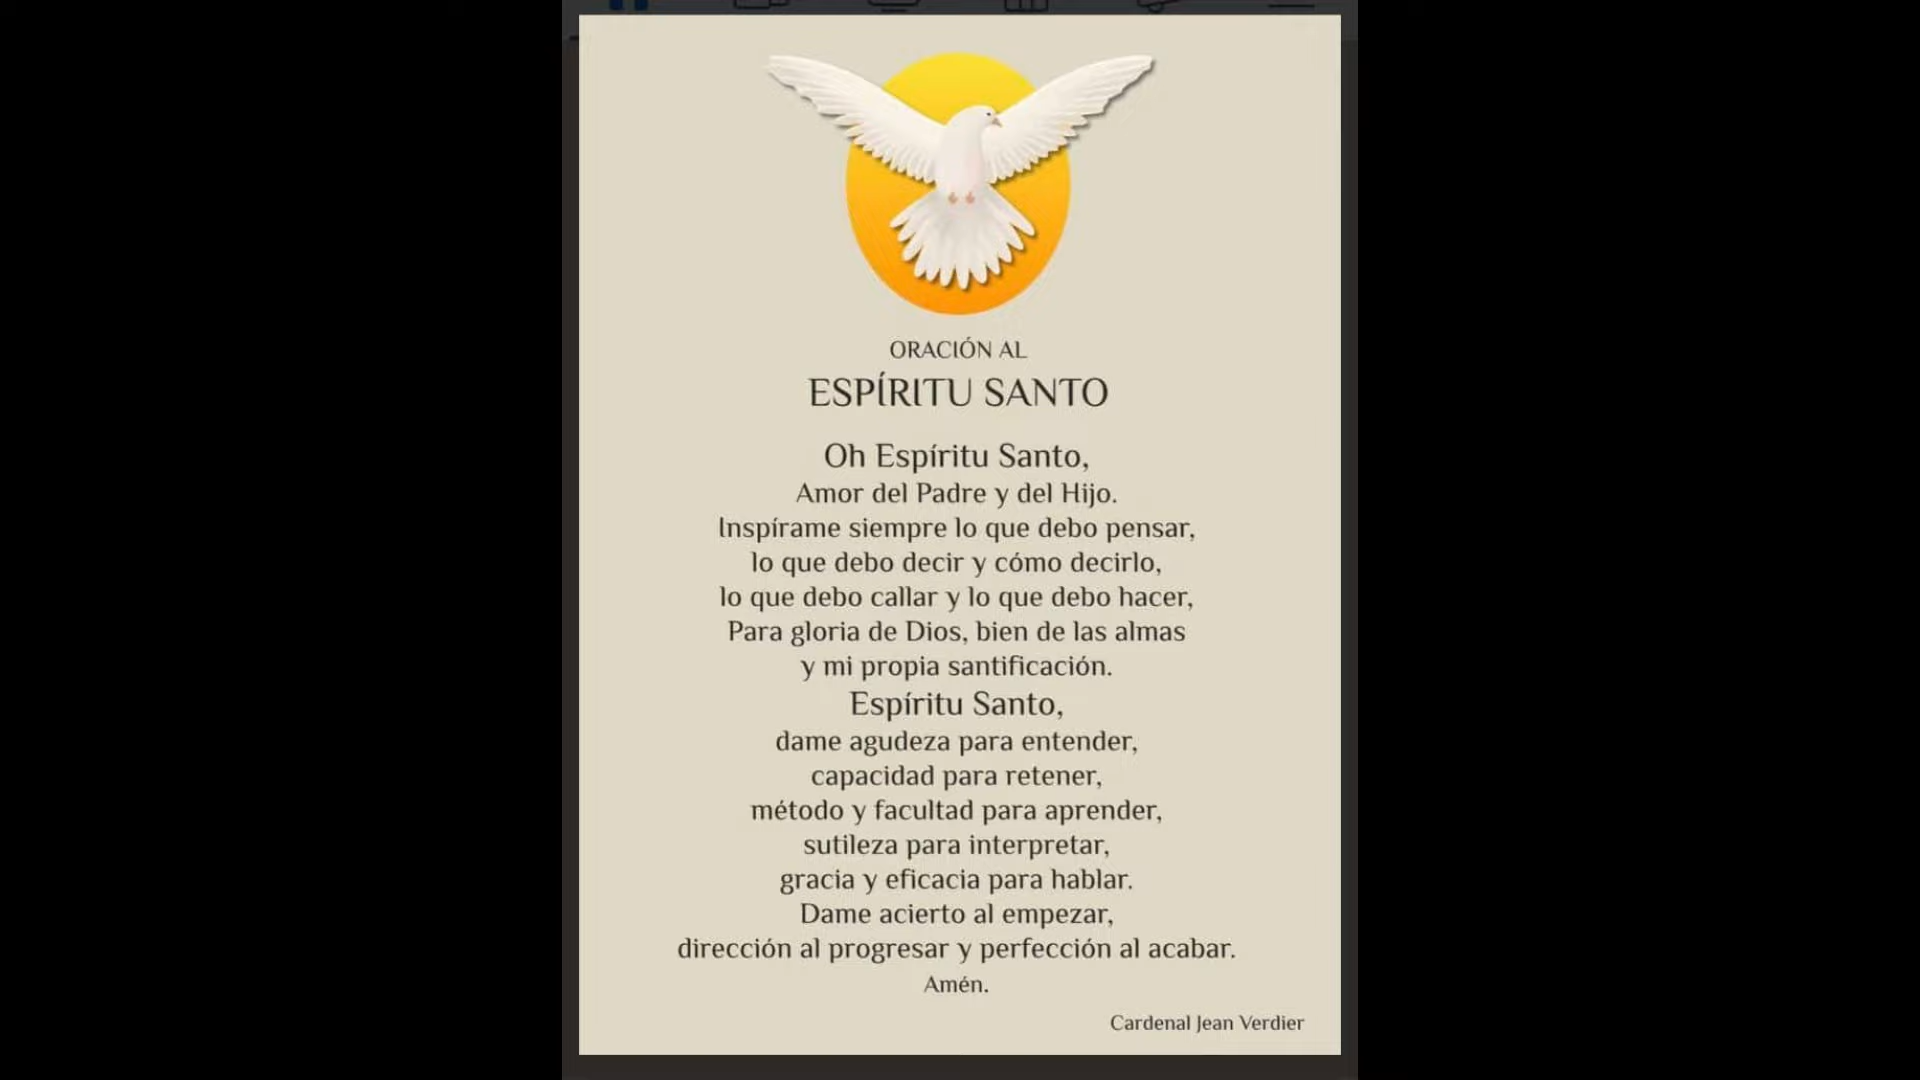 ORACIÓN AL
ESPÍRITU SANTO
Oh Espíritu Santo,
Amor del Padre y del Hijo.
Inspírame siempre lo que debo pensar,
lo que debo decir y cómo decirlo,
lo que debo callar y lo que debo hacer,
Para gloria de Dios, bien de las almas
y mi propia santificación.
Espíritu Santo,
dame agudeza para entender,
capacidad para retener,
método y facultad para aprender,
sutileza para interpretar,
gracia y eficacia para hablar.
Dame acierto al empezar,
dirección al progresar y perfección al acabar.
Amén.
Cardenal Jean Verdier